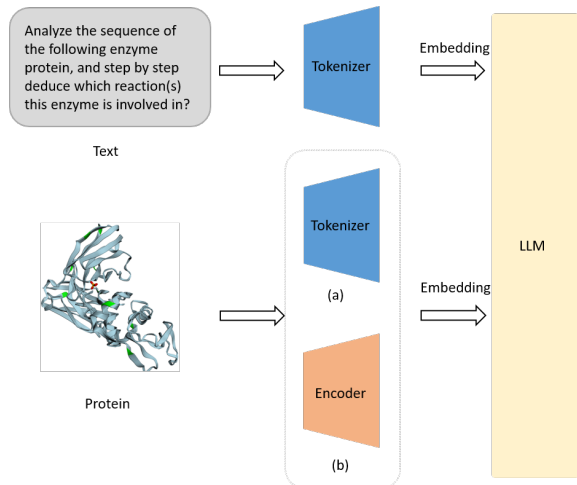 Analyze the sequence of
the following enzyme
protein, and step by step
deduce which reaction(s)
this enzyme is involved in?
Text
Tokenizer
Embedding
Protein
Tokenizer
(a)
Encoder
(b)
Embedding
LLM